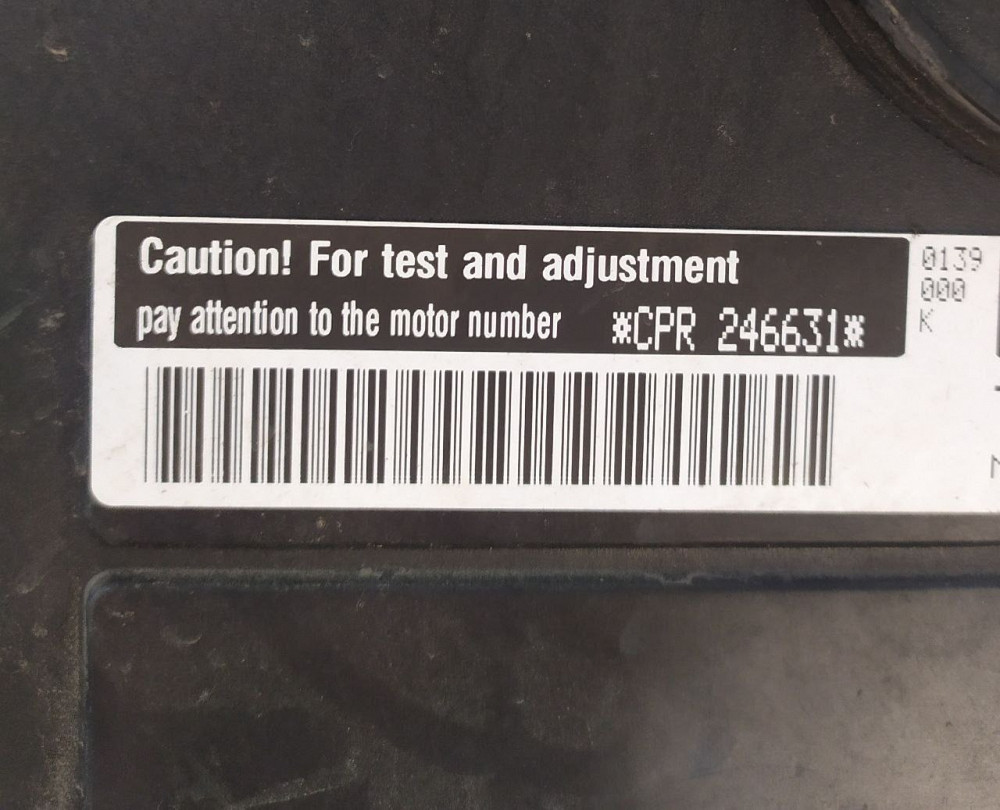 Caution! For test and adjustment
pay attention to the motor number *CPR 246631*
0139
000
K